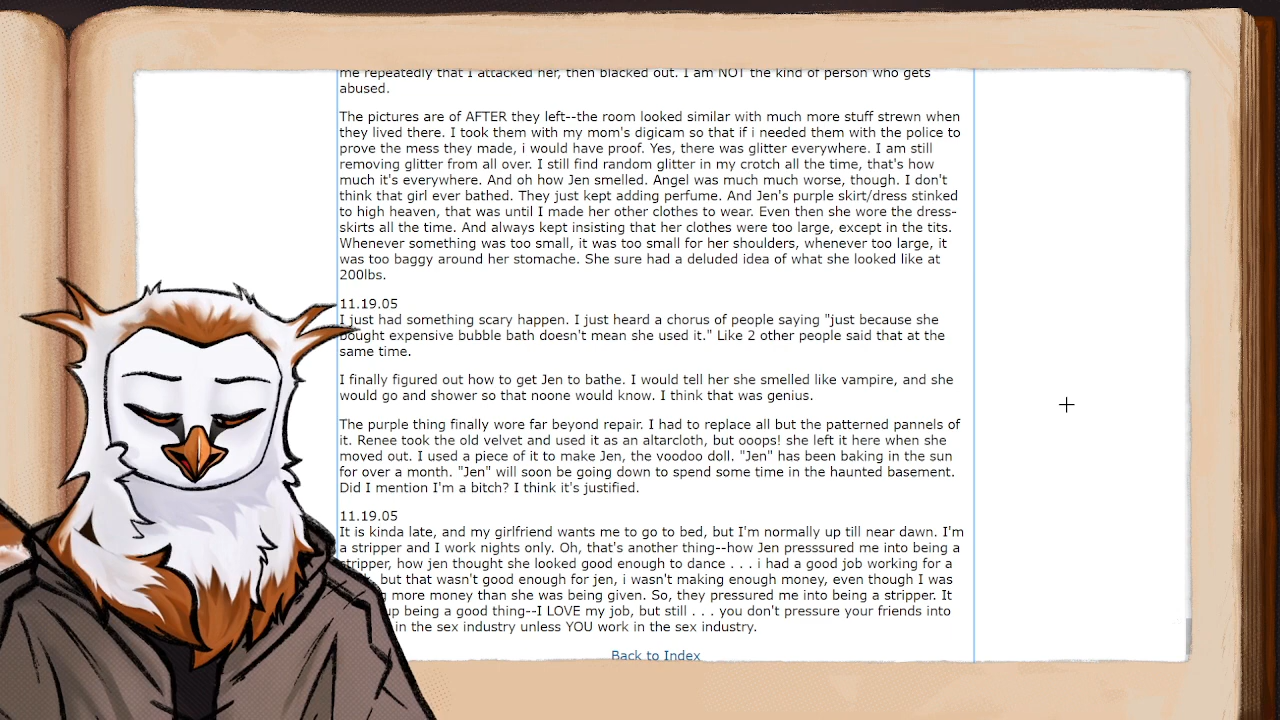 me repeatedly that I attacked her, then blacked out. I am NOT the kind of person who gets
abused.
The pictures are of AFTER they left--the room looked similar with much more stuff strewn when
they lived there. I took them with my mom's digicam so that if i needed them with the police to
prove the mess they made, i would have proof. Yes, there was glitter everywhere. I am still
removing glitter from all over. I still find random glitter in my crotch all the time, that's how
much it's everywhere. And oh how Jen smelled. Angel was much much worse, though. I don't
think that girl ever bathed. They just kept adding perfume. And Jen's purple skirt/dress stinked
to high heaven, that was until I made her other clothes to wear. Even then she wore the dress-
skirts all the time. And always kept insisting that her clothes were too large, except in the tits.
Whenever something was too small, it was too small for her shoulders, whenever too large, it
was too baggy around her stomache. She sure had a deluded idea of what she looked like at
200lbs.
11.19.05
I just had something scary happen. I just heard a chorus of people saying "just because she
bought expensive bubble bath doesn't mean she used it." Like 2 other people said that at the
same time.
I finally figured out how to get Jen to bathe. I would tell her she smelled like vampire, and she
would go and shower so that noone would know. I think that was genius.
The purple thing finally wore far beyond repair. I had to replace all but the patterned pannels of
it. Renee took the old velvet and used it as an altarcloth, but ooops! she left it here when she
moved out. I used a piece of it to make Jen, the voodoo doll. "Jen" has been baking in the sun
for over a month. "Jen" will soon be going down to spend some time in the haunted basement.
Did I mention I'm a bitch? I think it's justified.
11.19.05
It is kinda late, and my girlfriend wants me to go to bed, but I'm normally up till near dawn. I'm
a stripper and I work nights only. Oh, that's another thing--how Jen presssured me into being a
stripper, how jen thought she looked good enough to dance . . . i had a good job working for a
but that wasn't good enough for jen, i wasn't making enough money, even though I was
more money than she was being given. So, they pressured me into being a stripper. It
up being a good thing--I LOVE my job, but still . . . you don't pressure your friends into
in the sex industry unless YOU work in the sex industry.
Back to Index